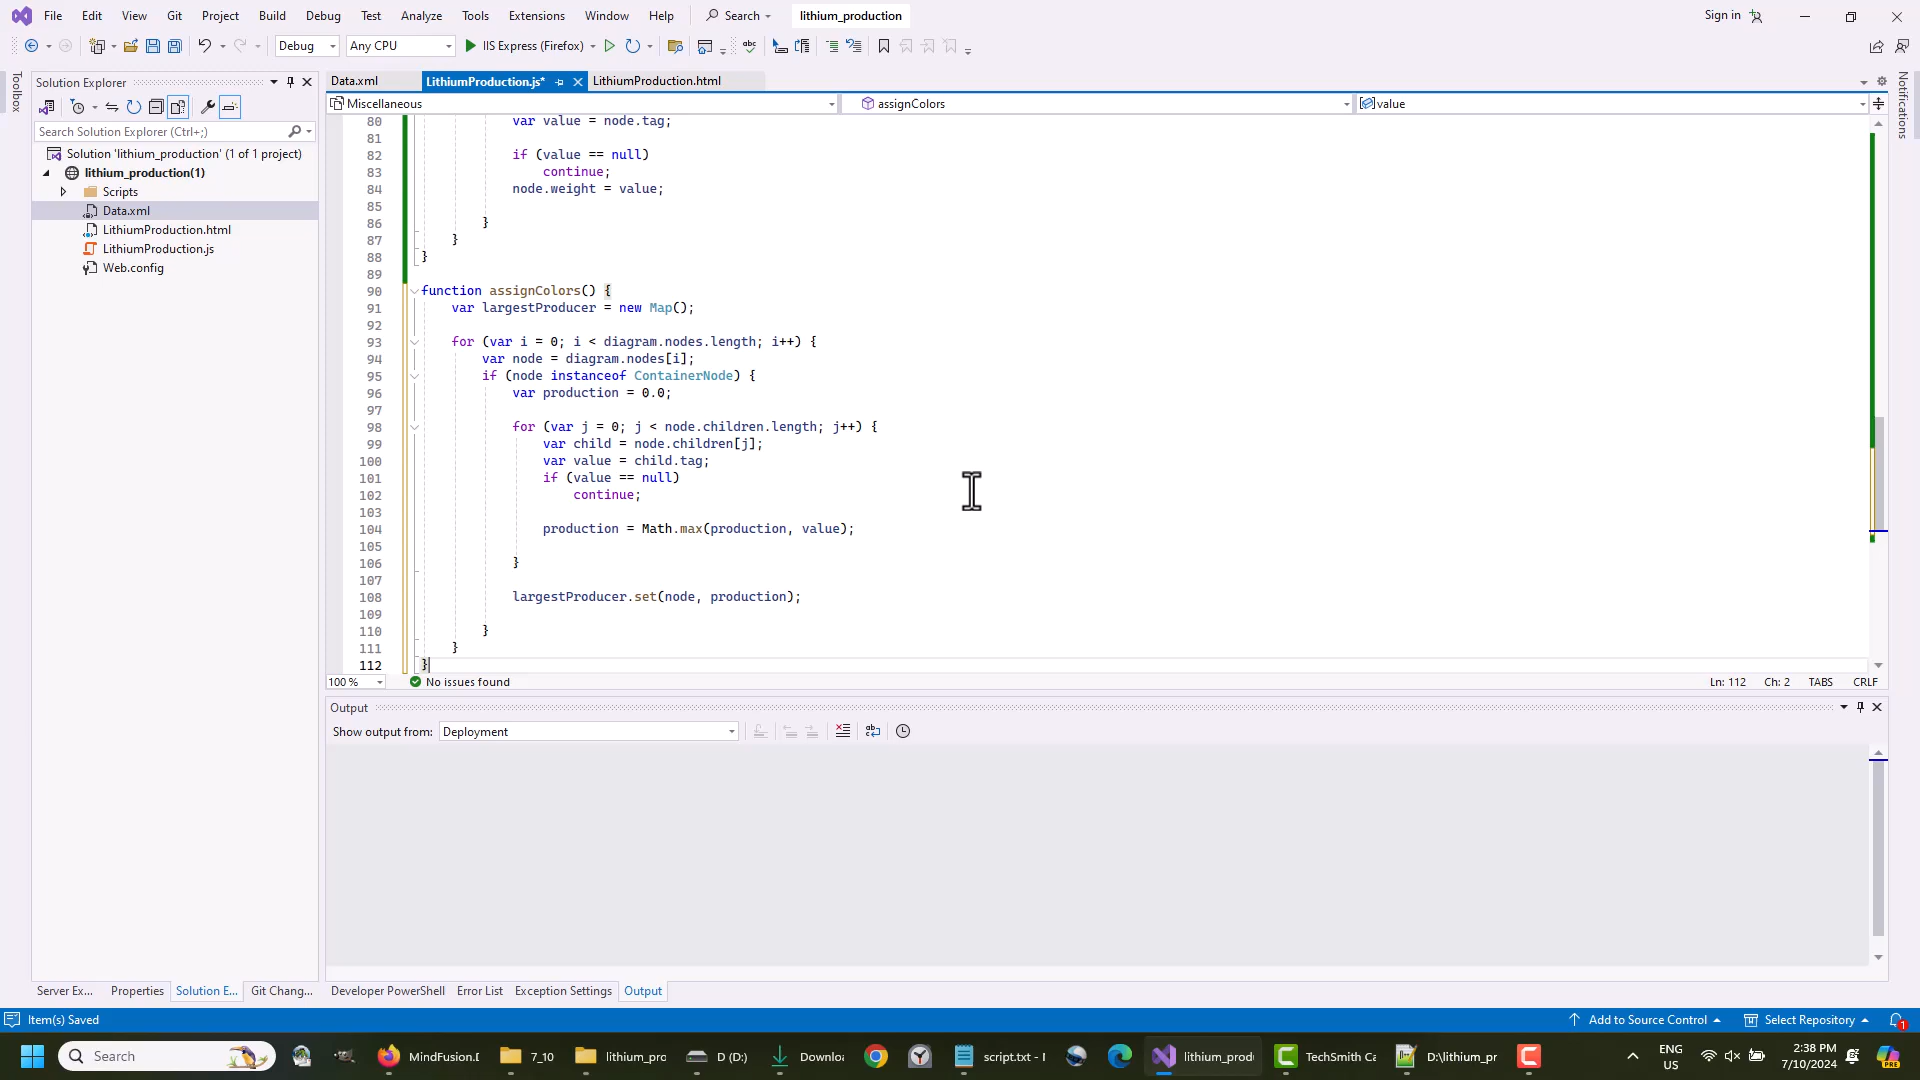 File Edit View Git Project Build Debug Test Analyze Tools Extensions Window Help Search lithium_production Sign in
Debug Any CPU IIS Express (Firefox)
Toolbox
Solution Explorer
Search Solution Explorer (Ctrl+;)
Solution 'lithium_production' (1 of 1 project)
lithium_production(1)
Scripts
Data.xml
LithiumProduction.html
LithiumProduction.js
Web.config
Data.xml LithiumProduction.js* LithiumProduction.html
Miscellaneous assignColors value
Notifications
80 var value = node.tag;
81
82 if (value == null)
83 continue;
84 node.weight = value;
85
86 }
87 }
88 }
89
90 function assignColors() {
91 var largestProducer = new Map();
92
93 for (var i = 0; i < diagram.nodes.length; i++) {
94 var node = diagram.nodes[i];
95 if (node instanceof ContainerNode) {
96 var production = 0.0;
97
98 for (var j = 0; j < node.children.length; j++) {
99 var child = node.children[j];
100 var value = child.tag;
101 if (value == null)
102 continue;
103
104 production = Math.max(production, value);
105
106 }
107
108 largestProducer.set(node, production);
109
110 }
111 }
112 }
100 % No issues found Ln: 112 Ch: 2 TABS CRLF
Output
Show output from: Deployment
Server Ex... Properties Solution E... Git Chang... Developer PowerShell Error List Exception Settings Output
Item(s) Saved Add to Source Control Select Repository 1
Search MindFusion.D 7_10 lithium_pro D (D:) Downloa script.txt - lithium_produ TechSmith Ca D:\lithium_pr ENG US 2:38 PM 7/10/2024 PRE